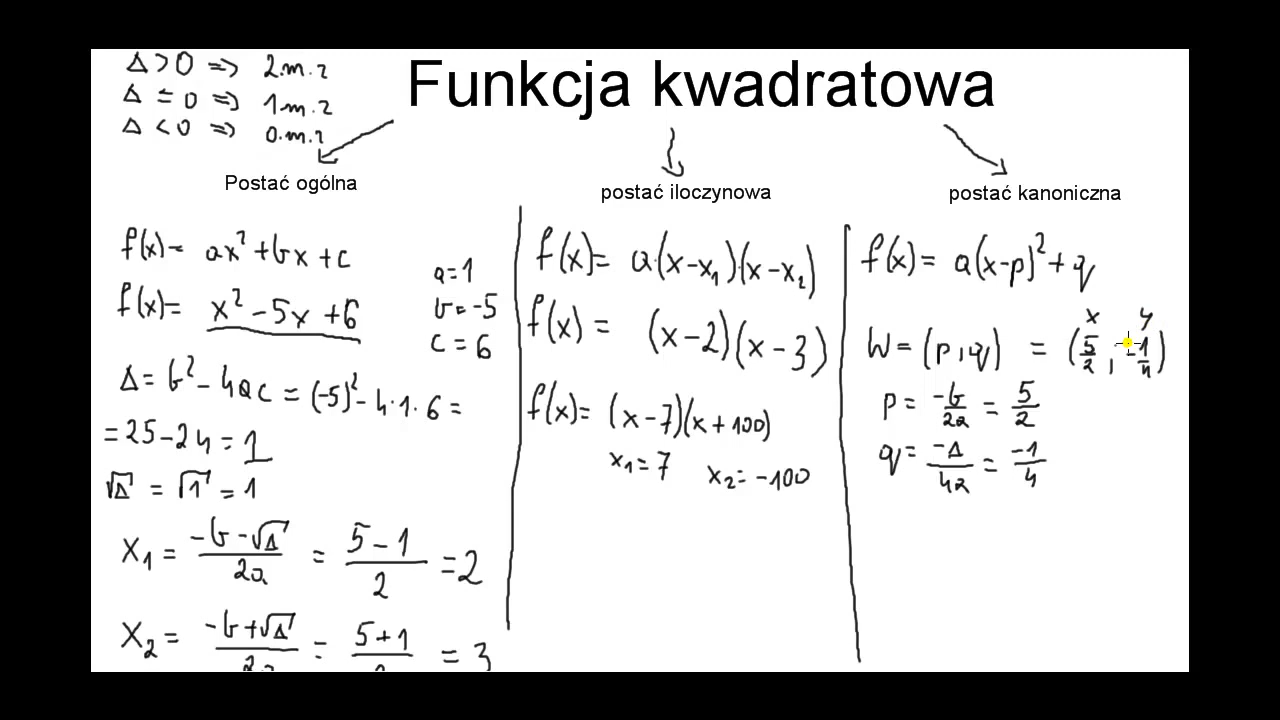 Δ > 0 => 2.m.z
Δ = 0 => 1.m.z
Δ < 0 => 0.m.z
Funkcja kwadratowa
Postać ogólna
f(x) = ax² + bx + c
f(x) = x² - 5x + 6
a = 1
b = -5
c = 6
Δ = b² - 4ac = (-5)² - 4·1·6 =
= 25 - 24 = 1
√Δ = √1 = 1
x₁ = (-b - √Δ)/2a = (5 - 1)/2 = 2
x₂ = (-b + √Δ)/2a = (5 + 1)/2 = 3
postać iloczynowa
f(x) = a·(x - x₁)·(x - x₂)
f(x) = (x - 2)(x - 3)
f(x) = (x - 7)(x + 100)
x₁ = 7 x₂ = -100
postać kanoniczna
f(x) = a(x - p)² + q
x y
W = (p, q) = (5/2, -1/4)
p = -b/2a = 5/2
q = -Δ/4a = -1/4